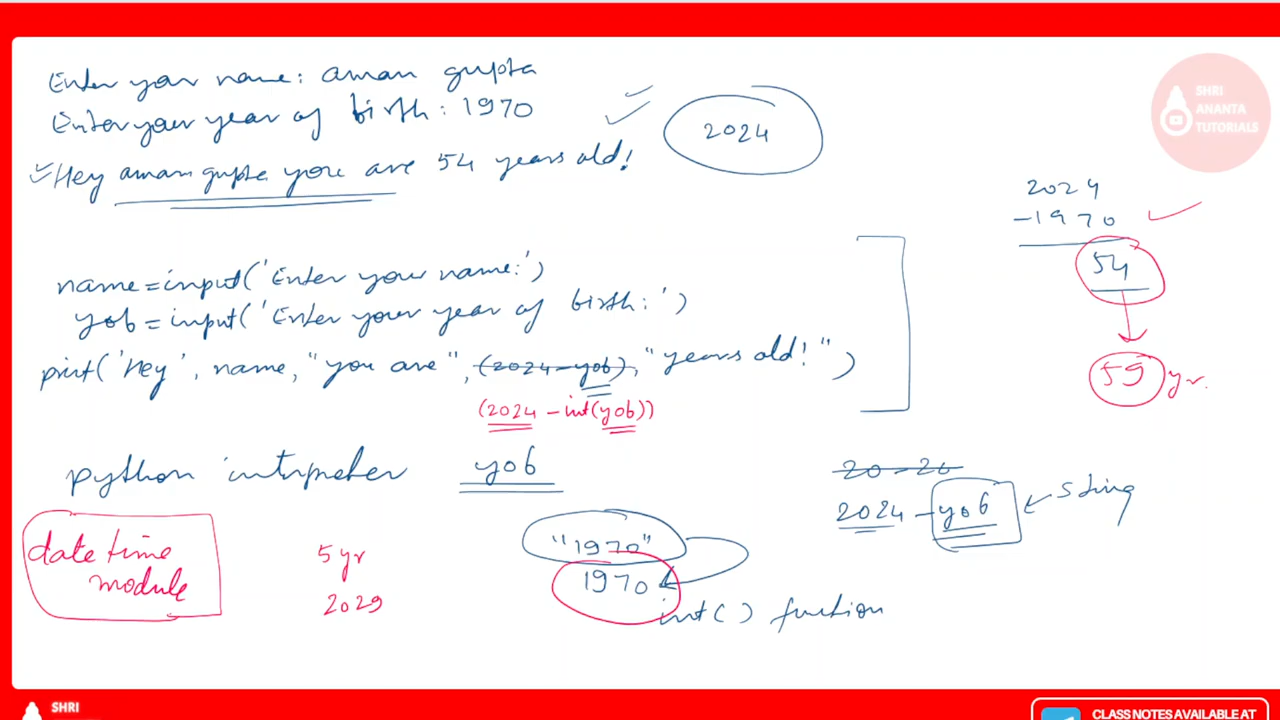 Enter your name: aman gupta
Enter your year of birth: 1970
Hey aman gupta you are 54 years old!
2024
SHRI
ANANTA
TUTORIALS
2024
-1970
54
59 yr.
name=input('Enter your name:')
yob=input('Enter your year of birth:')
print('Hey', name, "you are", (2024-yob), "years old!")
(2024-int(yob))
python intrpreter yob
20-20
2024-yob
String
datetime
module
5 yr
2029
"1970"
1970
int() function
SHRI
CLASS NOTES AVAILABLE AT